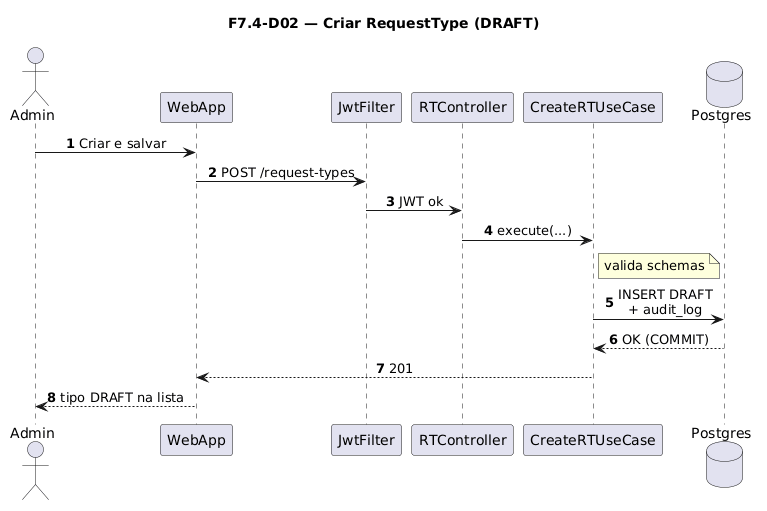 F7.4-D02 — Criar RequestType (DRAFT)
Admin
WebApp
JwtFilter
RTController
CreateRTUseCase
Postgres
1 Criar e salvar
2 POST /request-types
3 JWT ok
4 execute(...)
valida schemas
5 INSERT DRAFT
+ audit_log
6 OK (COMMIT)
7 201
8 tipo DRAFT na lista
Admin
WebApp
JwtFilter
RTController
CreateRTUseCase
Postgres